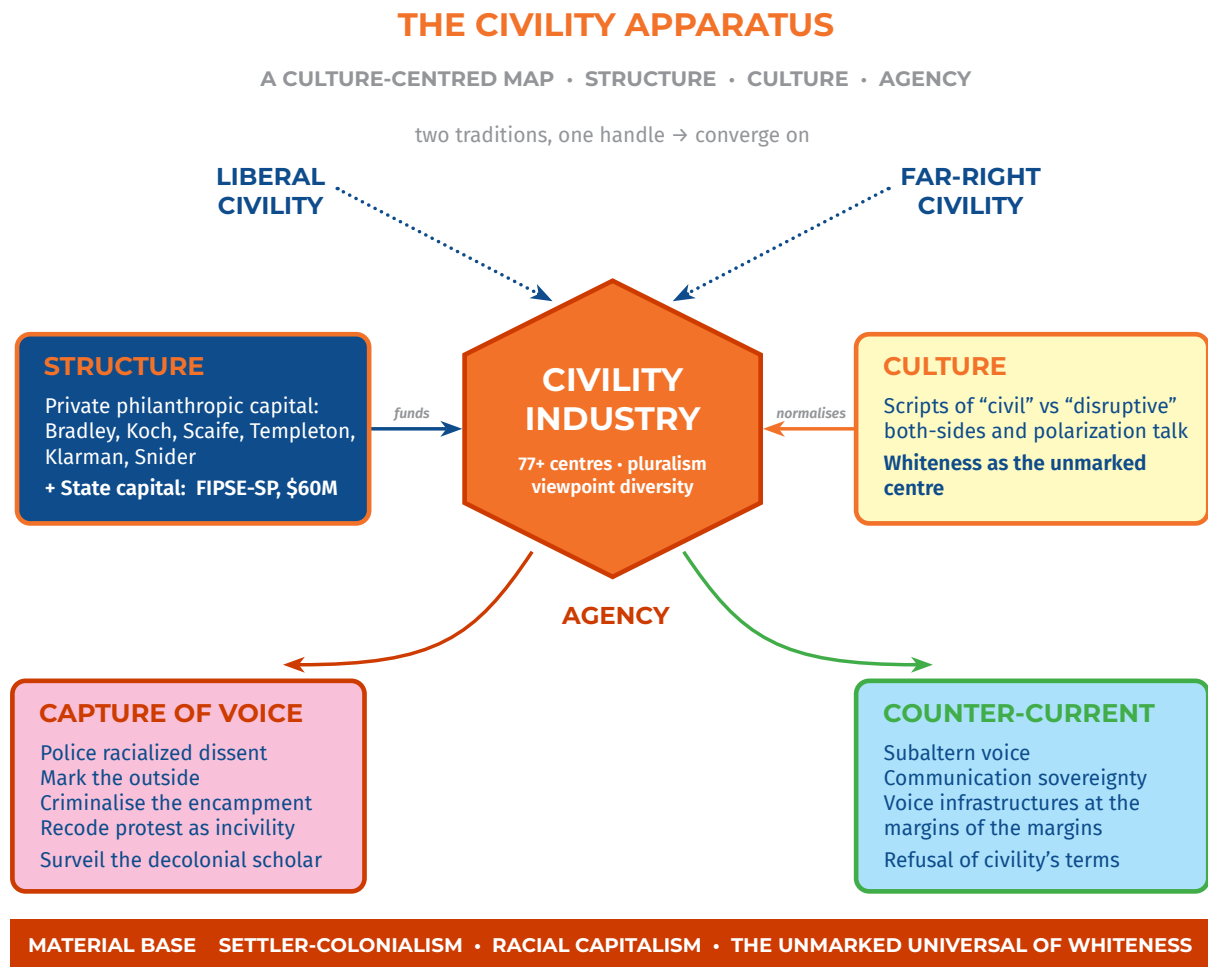 THE CIVILITY APPARATUS
A CULTURE-CENTRED MAP • STRUCTURE • CULTURE • AGENCY
two traditions, one handle → converge on
LIBERAL
CIVILITY
FAR-RIGHT
CIVILITY
STRUCTURE
Private philanthropic capital:
Bradley, Koch, Scaife, Templeton,
Klarman, Snider
+ State capital: FIPSE-SP, $60M
funds
CIVILITY
INDUSTRY
77+ centres • pluralism
viewpoint diversity
normalises
CULTURE
Scripts of “civil” vs “disruptive”
both-sides and polarization talk
Whiteness as the unmarked
centre
AGENCY
CAPTURE OF VOICE
Police racialized dissent
Mark the outside
Criminalise the encampment
Recode protest as incivility
Surveil the decolonial scholar
COUNTER-CURRENT
Subaltern voice
Communication sovereignty
Voice infrastructures at the
margins of the margins
Refusal of civility’s terms
MATERIAL BASE SETTLER-COLONIALISM • RACIAL CAPITALISM • THE UNMARKED UNIVERSAL OF WHITENESS